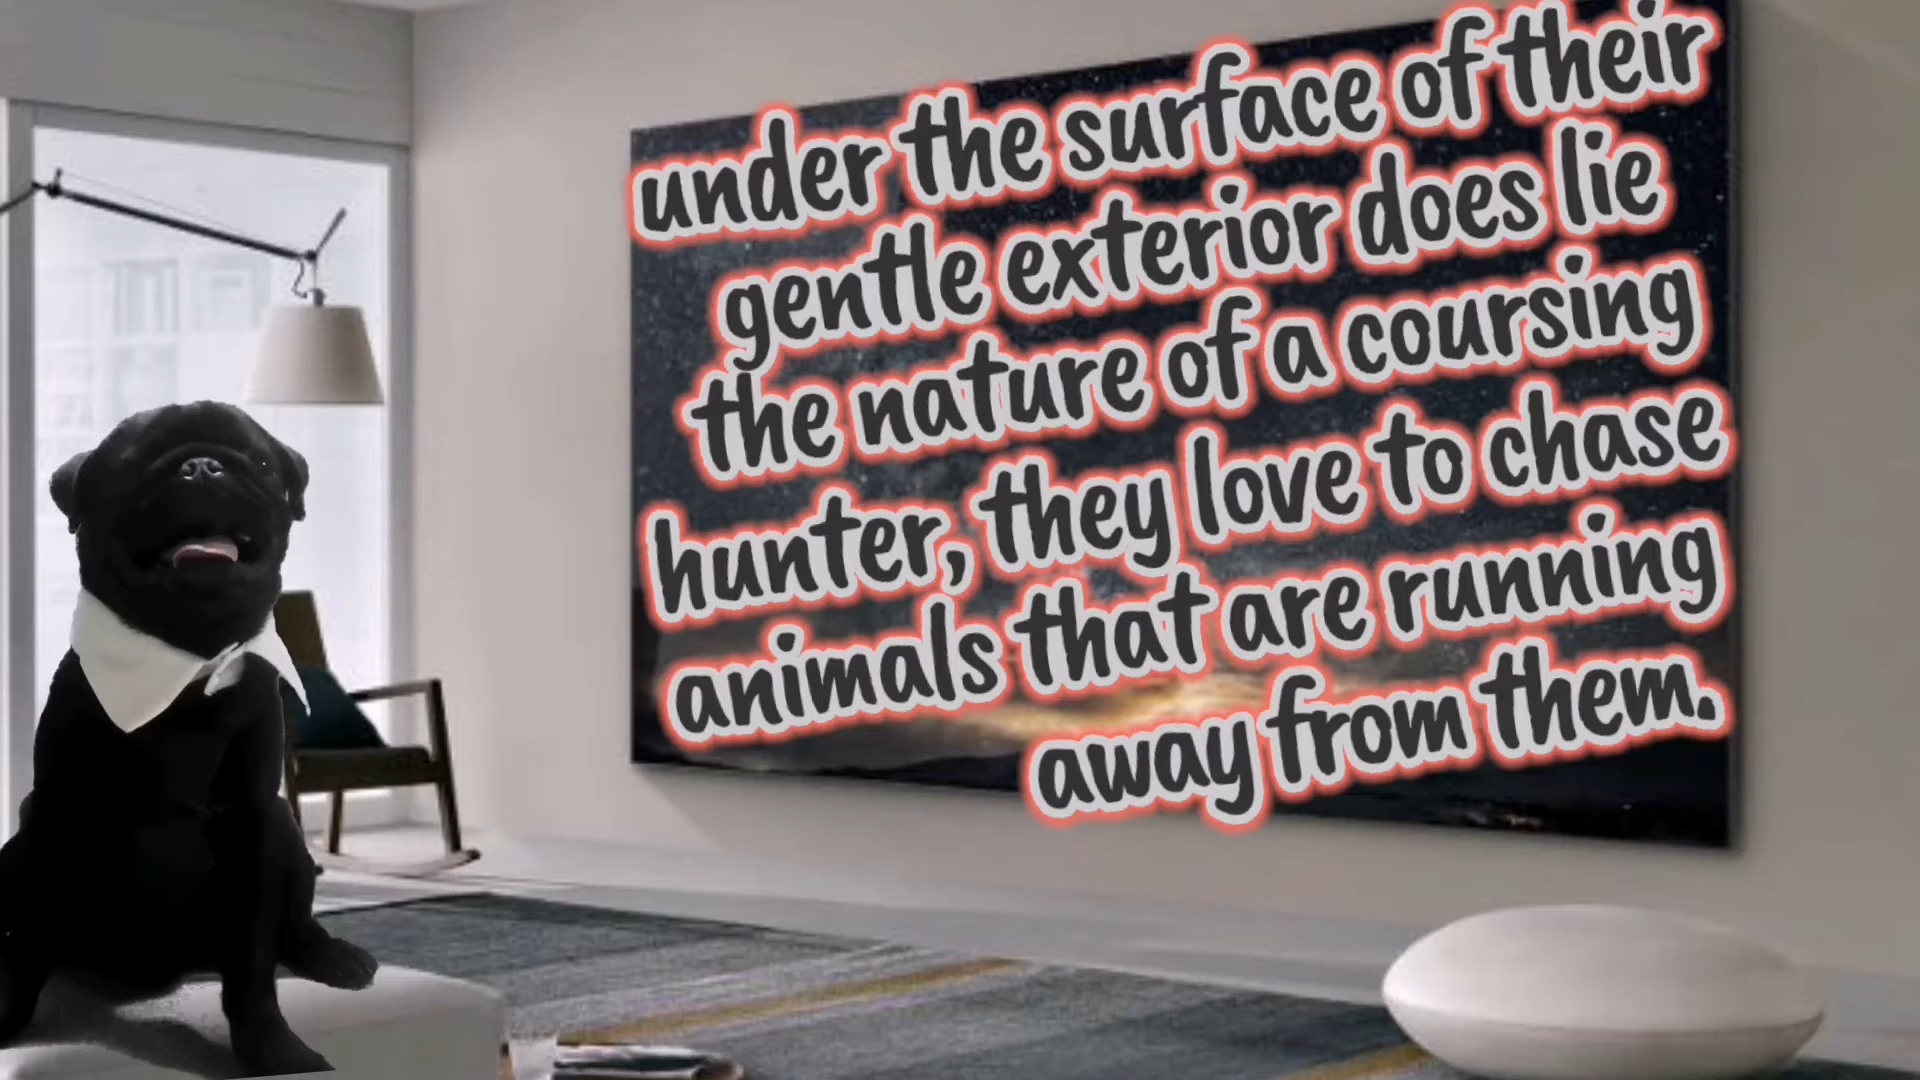 under the surface of their
gentle exterior does lie
the nature of a coursing
hunter, they love to chase
animals that are running
away from them.